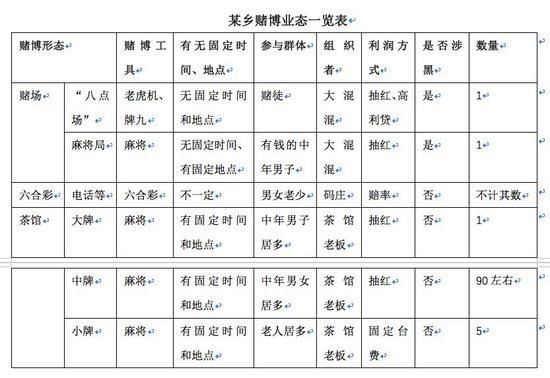 某乡赌博业态一览表
赌博形态 赌博工具 有无固定时间、地点 参与群体 组织者 利润方式 是否涉黑 数量
赌场 “八点场” 老虎机、牌九 无固定时间和地点 赌徒 大混混 抽红、高利贷 是 1
麻将局 麻将 无固定时间、有固定地点 有钱的中年男子 大混混 抽红 是 1
六合彩 电话等 六合彩 不一定 男女老少 码庄 赔率 否 不计其数
茶馆 大牌 麻将 有固定时间和地点 中年男子居多 茶馆老板 抽红 否 1
中牌 麻将 有固定时间和地点 中年男女居多 茶馆老板 抽红 否 90左右
小牌 麻将 有固定时间和地点 老人居多 茶馆老板 固定台费 否 5